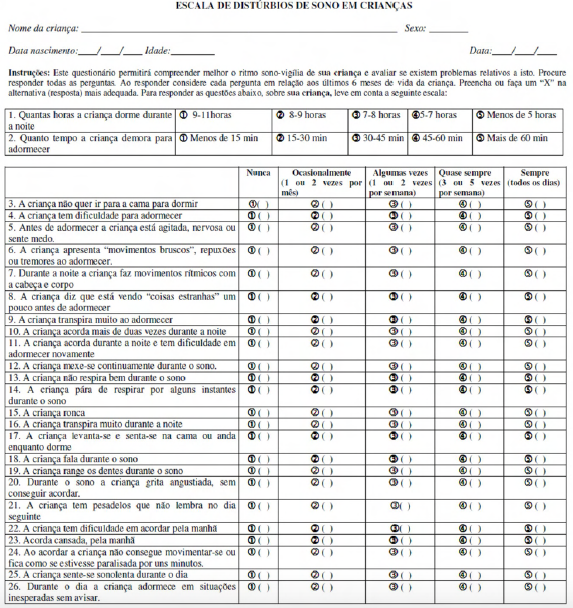 ESCALA DE DISTÚRBIOS DE SONO EM CRIANÇAS
Nome da criança: Sexo:
Data nascimento:___/___/___ Idade: Data:___/___/___
Instruções: Este questionário permitirá compreender melhor o ritmo sono-vigília de sua criança e avaliar se existem problemas relativos a isto. Procure
responder todas as perguntas. Ao responder considere cada pergunta em relação aos últimos 6 meses de vida da criança. Preencha ou faça um "X" na
alternativa (resposta) mais adequada. Para responder as questões abaixo, sobre sua criança, leve em conta a seguinte escala:
1. Quantas horas a criança dorme durante ① 9-11horas ② 8-9 horas ③ 7-8 horas ④5-7 horas ⑤ Menos de 5 horas
a noite
2. Quanto tempo a criança demora para ① Menos de 15 min ② 15-30 min ③ 30-45 min ④ 45-60 min ⑤ Mais de 60 min
adormecer
Nunca Ocasionalmente Algumas vezes Quase sempre Sempre
(1 ou 2 vezes por (1 ou 2 vezes (3 ou 5 vezes (todos os dias)
mês) por semana) por semana)
3. A criança não quer ir para a cama para dormir ①( ) ②( ) ③( ) ④( ) ⑤( )
4. A criança tem dificuldade para adormecer ①( ) ②( ) ③( ) ④( ) ⑤( )
5. Antes de adormecer a criança está agitada, nervosa ou ①( ) ②( ) ③( ) ④( ) ⑤( )
sente medo.
6. A criança apresenta "movimentos bruscos", repuxões ①( ) ②( ) ③( ) ④( ) ⑤( )
ou tremores ao adormecer.
7. Durante a noite a criança faz movimentos rítmicos com ①( ) ②( ) ③( ) ④( ) ⑤( )
a cabeça e corpo
8. A criança diz que está vendo "coisas estranhas" um ①( ) ②( ) ③( ) ④( ) ⑤( )
pouco antes de adormecer
9. A criança transpira muito ao adormecer ①( ) ②( ) ③( ) ④( ) ⑤( )
10. A criança acorda mais de duas vezes durante a noite ①( ) ②( ) ③( ) ④( ) ⑤( )
11. A criança acorda durante a noite e tem dificuldade em ①( ) ②( ) ③( ) ④( ) ⑤( )
adormecer novamente
12. A criança mexe-se continuamente durante o sono. ①( ) ②( ) ③( ) ④( ) ⑤( )
13. A criança não respira bem durante o sono ①( ) ②( ) ③( ) ④( ) ⑤( )
14. A criança pára de respirar por alguns instantes ①( ) ②( ) ③( ) ④( ) ⑤( )
durante o sono
15. A criança ronca ①( ) ②( ) ③( ) ④( ) ⑤( )
16. A criança transpira muito durante a noite ①( ) ②( ) ③( ) ④( ) ⑤( )
17. A criança levanta-se e senta-se na cama ou anda ①( ) ②( ) ③( ) ④( ) ⑤( )
enquanto dorme
18. A criança fala durante o sono ①( ) ②( ) ③( ) ④( ) ⑤( )
19. A criança range os dentes durante o sono ①( ) ②( ) ③( ) ④( ) ⑤( )
20. Durante o sono a criança grita angustiada, sem ①( ) ②( ) ③( ) ④( ) ⑤( )
conseguir acordar.
21. A criança tem pesadelos que não lembra no dia ①( ) ②( ) ③( ) ④( ) ⑤( )
seguinte
22. A criança tem dificuldade em acordar pela manhã ①( ) ②( ) ③( ) ④( ) ⑤( )
23. Acorda cansada, pela manhã ①( ) ②( ) ③( ) ④( ) ⑤( )
24. Ao acordar a criança não consegue movimentar-se ou ①( ) ②( ) ③( ) ④( ) ⑤( )
fica como se estivesse paralisada por uns minutos.
25. A criança sente-se sonolenta durante o dia ①( ) ②( ) ③( ) ④( ) ⑤( )
26. Durante o dia a criança adormece em situações ①( ) ②( ) ③( ) ④( ) ⑤( )
inesperadas sem avisar.